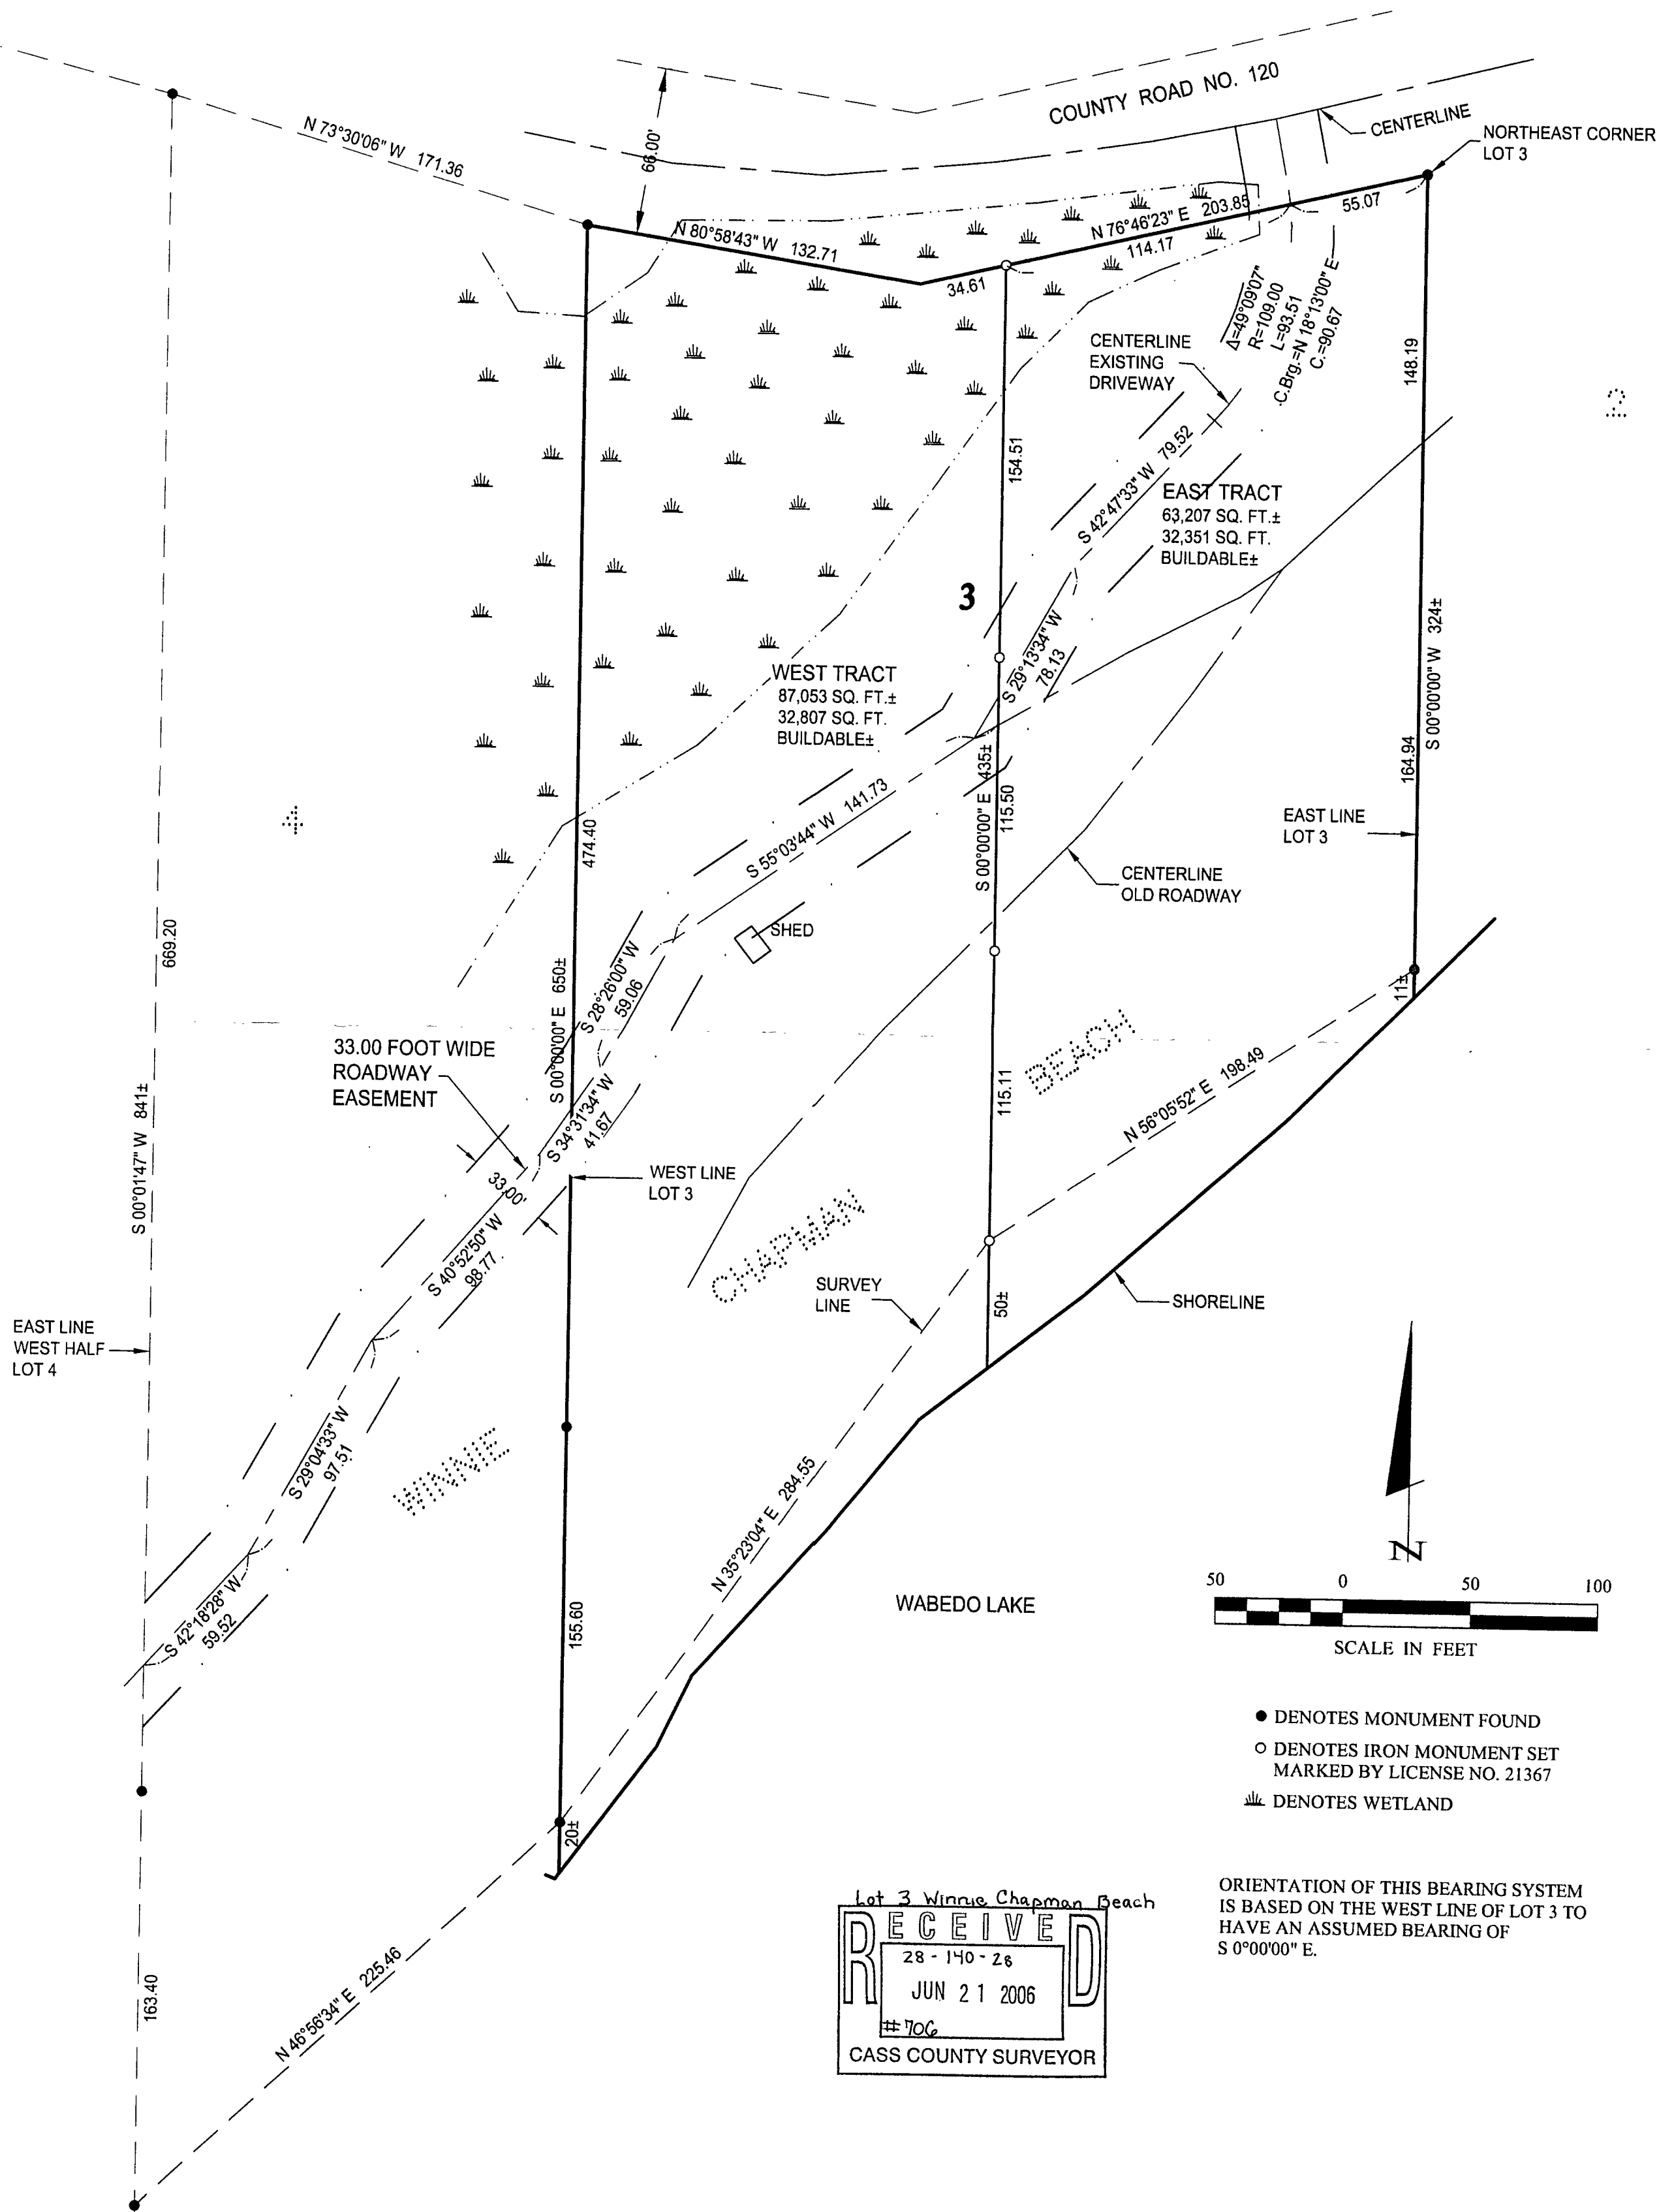 COUNTY ROAD NO. 120
CENTERLINE
NORTHEAST CORNER
LOT 3
N 73°30'06" W 171.36
66.00'
N 80°58'43" W 132.71
N 76°46'23" E 203.85
55.07
114.17
34.61
Δ=49°09'07"
R=109.00
L=93.51
C.Brg.=N 18°13'00" E
C.=90.67
CENTERLINE
EXISTING
DRIVEWAY
148.19
2
154.51
S 42°47'33" W 79.52
EAST TRACT
63,207 SQ. FT.±
32,351 SQ. FT.
BUILDABLE±
3
S 29°13'34" W
78.13
S 00°00'00" W 324±
WEST TRACT
87,053 SQ. FT.±
32,807 SQ. FT.
BUILDABLE±
164.94
4
474.40
S 55°03'44" W 141.73
S 00°00'00" E 435±
115.50
EAST LINE
LOT 3
CENTERLINE
OLD ROADWAY
669.20
SHED
S 00°00'00" E 650±
S 28°26'00" W
59.06
11±
33.00 FOOT WIDE
ROADWAY
EASEMENT
S 34°31'34" W
41.67
115.11
BEACH
N 56°05'52" E 198.49
S 00°01'47" W 841±
33.00'
WEST LINE
LOT 3
S 40°52'50" W
98.77
CHAPMAN
SURVEY
LINE
50±
SHORELINE
EAST LINE
WEST HALF
LOT 4
S 29°04'33" W
97.51
WINNIE
N 35°23'04" E 284.55
N
S 42°18'28" W
59.52
155.60
WABEDO LAKE
50 0 50 100
SCALE IN FEET
DENOTES MONUMENT FOUND
DENOTES IRON MONUMENT SET
MARKED BY LICENSE NO. 21367
DENOTES WETLAND
20±
ORIENTATION OF THIS BEARING SYSTEM
IS BASED ON THE WEST LINE OF LOT 3 TO
HAVE AN ASSUMED BEARING OF
S 0°00'00" E.
Lot 3 Winnie Chapman Beach
RECEIVED
28-140-28
JUN 21 2006
#706
CASS COUNTY SURVEYOR
163.40
N 46°56'34" E 225.46